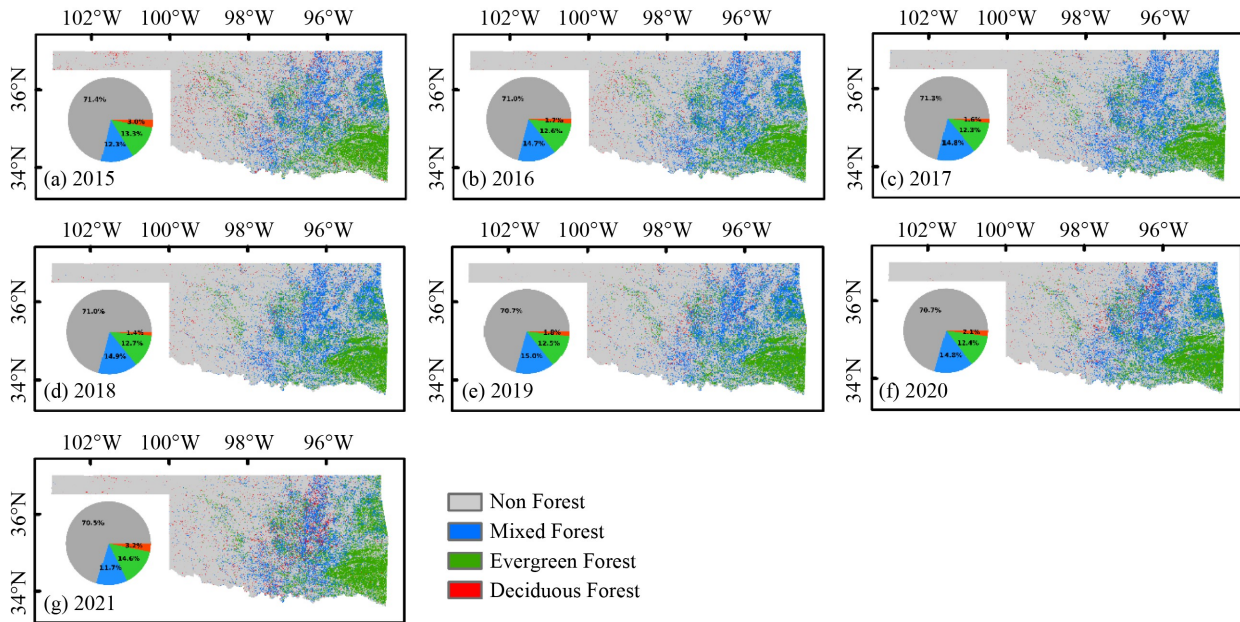 102°W 100°W 98°W 96°W
36°N
34°N
71.4%
3.0%
13.3%
12.3%
(a) 2015
102°W 100°W 98°W 96°W
36°N
34°N
71.0%
1.7%
12.6%
14.7%
(b) 2016
102°W 100°W 98°W 96°W
36°N
34°N
71.3%
1.6%
12.3%
14.8%
(c) 2017
102°W 100°W 98°W 96°W
36°N
34°N
71.0%
1.4%
12.7%
14.9%
(d) 2018
102°W 100°W 98°W 96°W
36°N
34°N
70.7%
1.8%
12.5%
15.0%
(e) 2019
102°W 100°W 98°W 96°W
36°N
34°N
70.7%
2.1%
12.4%
14.8%
(f) 2020
102°W 100°W 98°W 96°W
36°N
34°N
70.5%
3.2%
14.6%
11.7%
(g) 2021
Non Forest
Mixed Forest
Evergreen Forest
Deciduous Forest